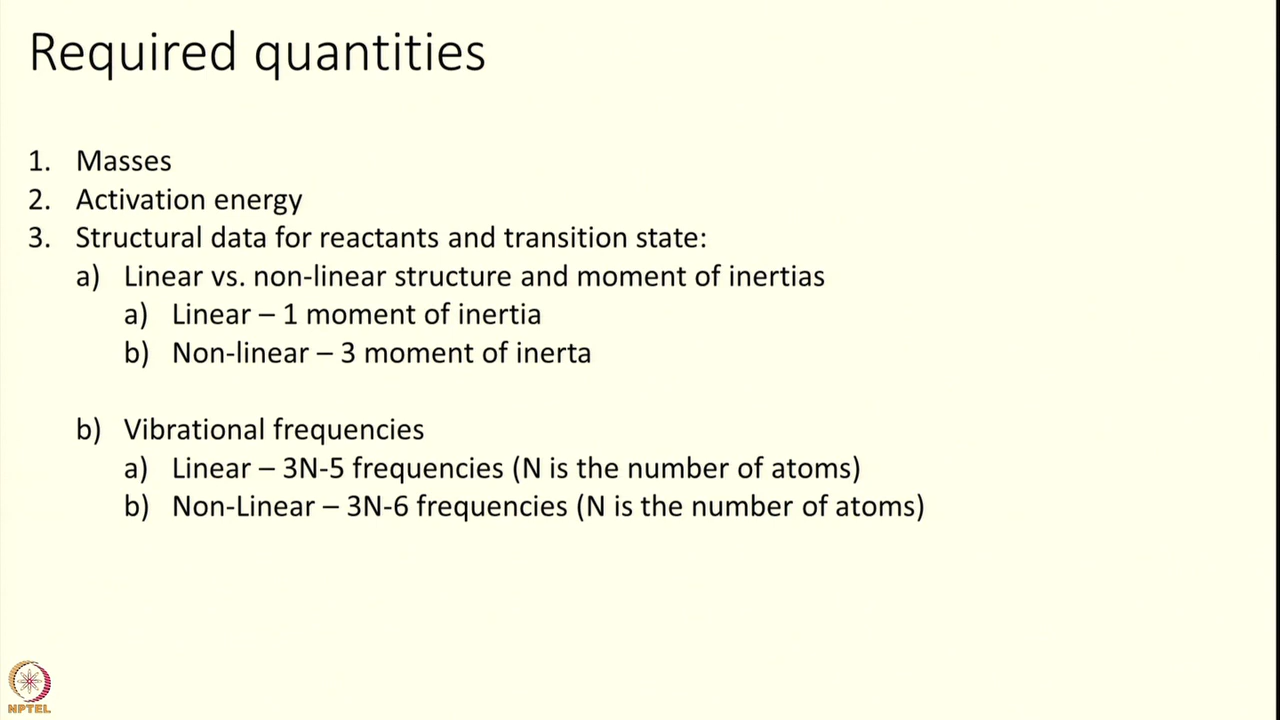 Required quantities
1. Masses
2. Activation energy
3. Structural data for reactants and transition state:
a) Linear vs. non-linear structure and moment of inertias
a) Linear – 1 moment of inertia
b) Non-linear – 3 moment of inerta
b) Vibrational frequencies
a) Linear – 3N-5 frequencies (N is the number of atoms)
b) Non-Linear – 3N-6 frequencies (N is the number of atoms)
NPTEL